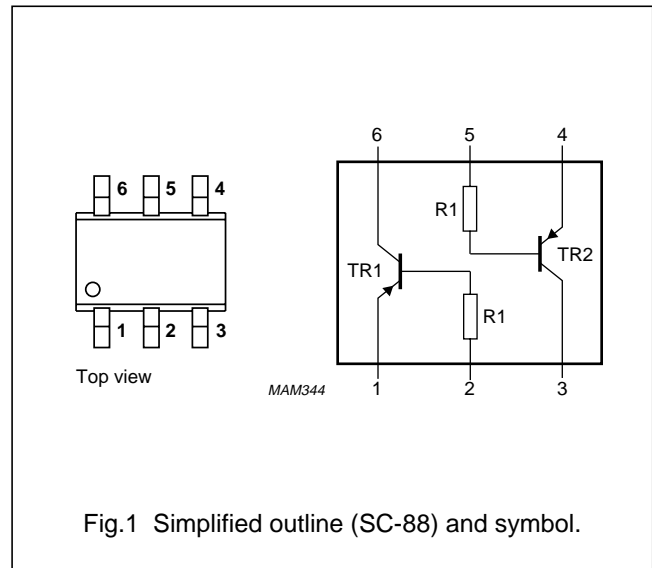 6 5 4
1 2 3
Top view
MAM344
6 5 4
R1
TR1
TR2
R1
1 2 3
Fig.1 Simplified outline (SC-88) and symbol.